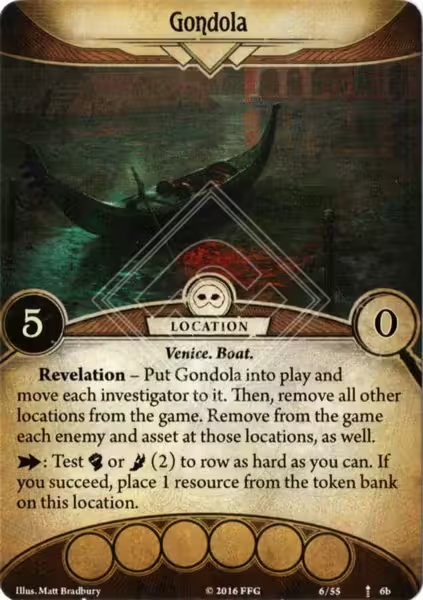 Gondola
5
LOCATION
0
Venice. Boat.
Revelation – Put Gondola into play and
move each investigator to it. Then, remove all other
locations from the game. Remove from the game
each enemy and asset at those locations, as well.
: Test or (2) to row as hard as you can. If
you succeed, place 1 resource from the token bank
on this location.
Illus. Matt Bradbury © 2016 FFG 6/55 6b